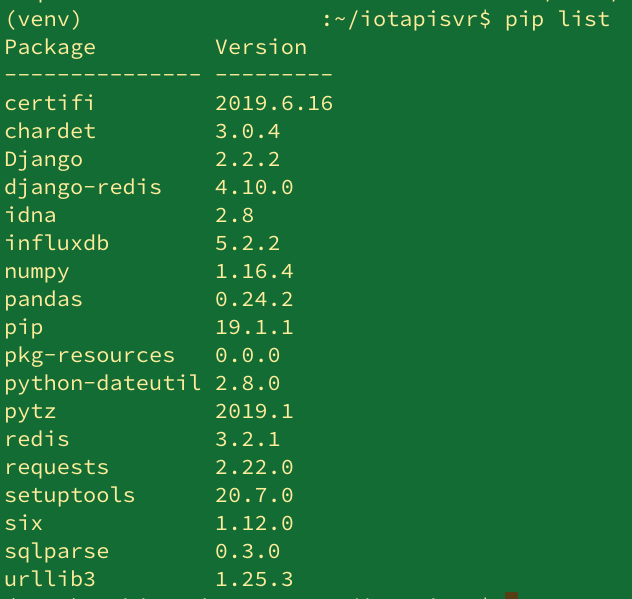 (venv) :~/iotapisvr$ pip list
Package Version
--------------- ---------
certifi 2019.6.16
chardet 3.0.4
Django 2.2.2
django-redis 4.10.0
idna 2.8
influxdb 5.2.2
numpy 1.16.4
pandas 0.24.2
pip 19.1.1
pkg-resources 0.0.0
python-dateutil 2.8.0
pytz 2019.1
redis 3.2.1
requests 2.22.0
setuptools 20.7.0
six 1.12.0
sqlparse 0.3.0
urllib3 1.25.3